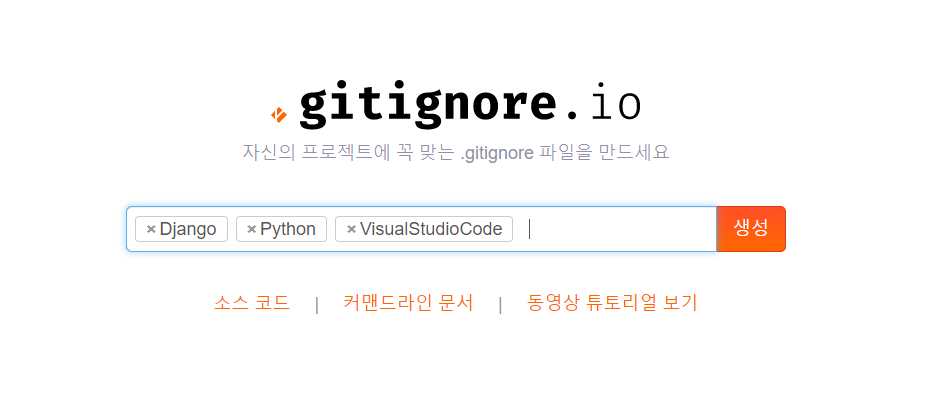 .gitignore.io
자신의 프로젝트에 꼭 맞는 .gitignore 파일을 만드세요
×Django ×Python ×VisualStudioCode 생성
소스 코드 | 커맨드라인 문서 | 동영상 튜토리얼 보기